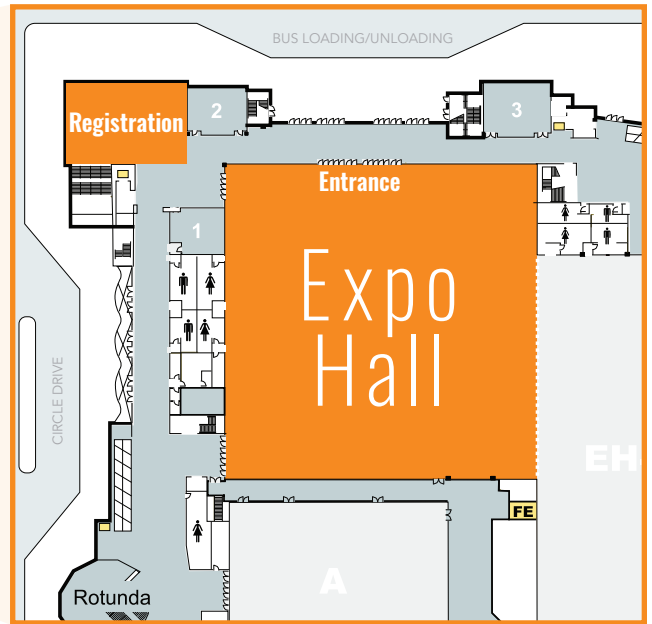 BUS LOADING/UNLOADING
Registration
2
3
Entrance
1
Expo
Hall
CIRCLE DRIVE
EH
FE
A
Rotunda